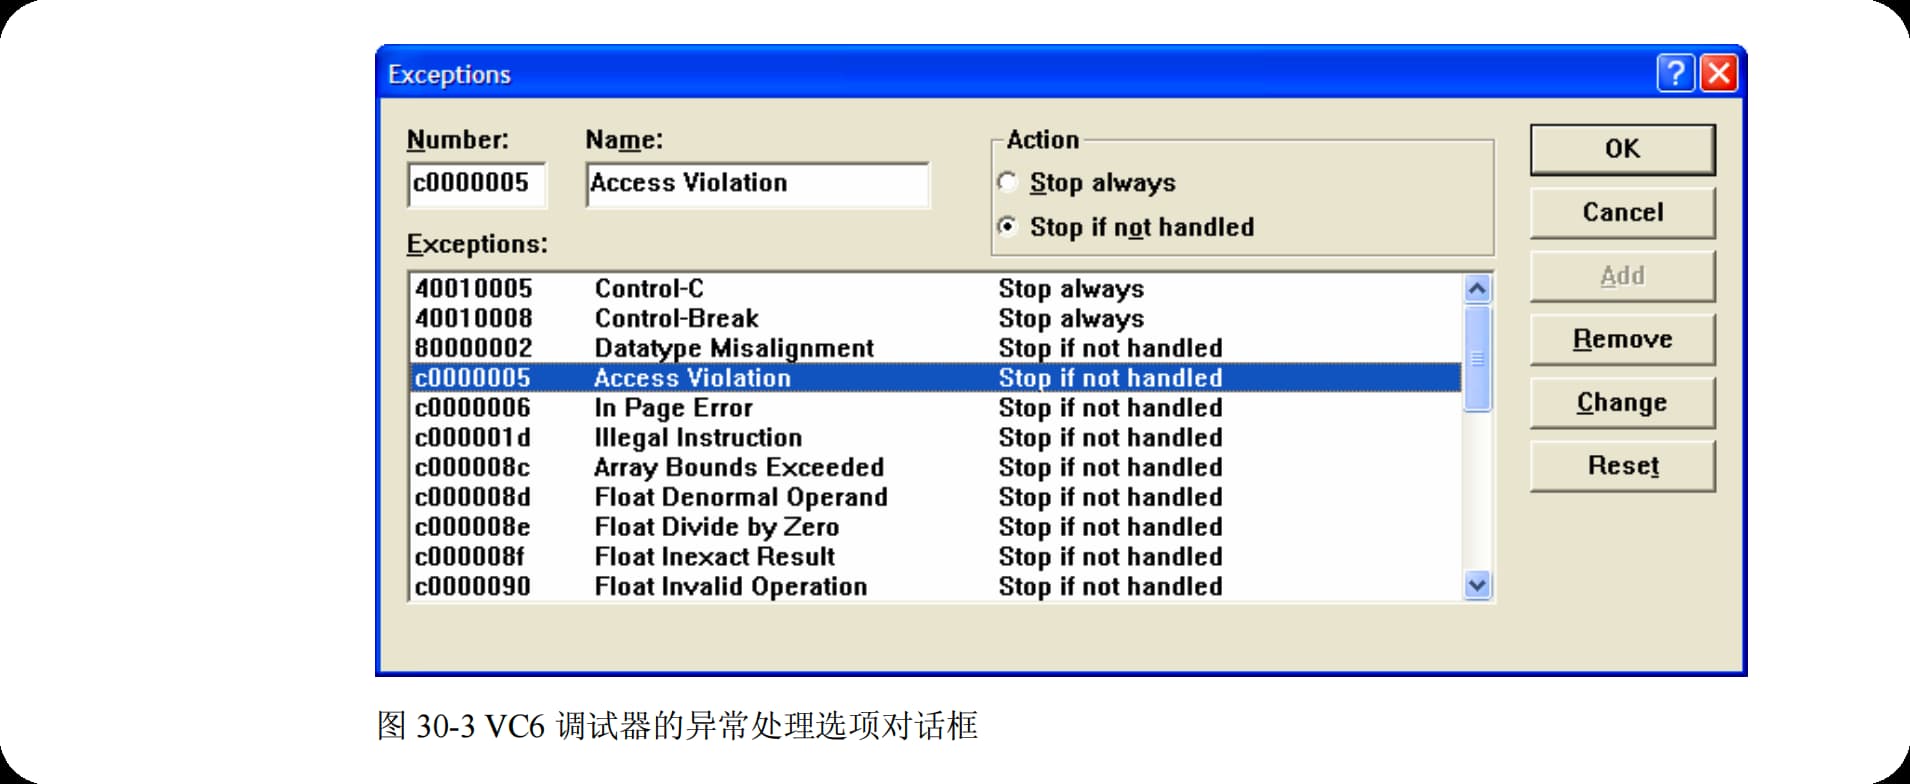 Exceptions
Number: Name: Action
c0000005 Access Violation Stop always
Stop if not handled
Exceptions:
40010005 Control-C Stop always
40010008 Control-Break Stop always
80000002 Datatype Misalignment Stop if not handled
c0000005 Access Violation Stop if not handled
c0000006 In Page Error Stop if not handled
c000001d Illegal Instruction Stop if not handled
c000008c Array Bounds Exceeded Stop if not handled
c000008d Float Denormal Operand Stop if not handled
c000008e Float Divide by Zero Stop if not handled
c000008f Float Inexact Result Stop if not handled
c0000090 Float Invalid Operation Stop if not handled
OK
Cancel
Add
Remove
Change
Reset
图 30-3 VC6 调试器的异常处理选项对话框